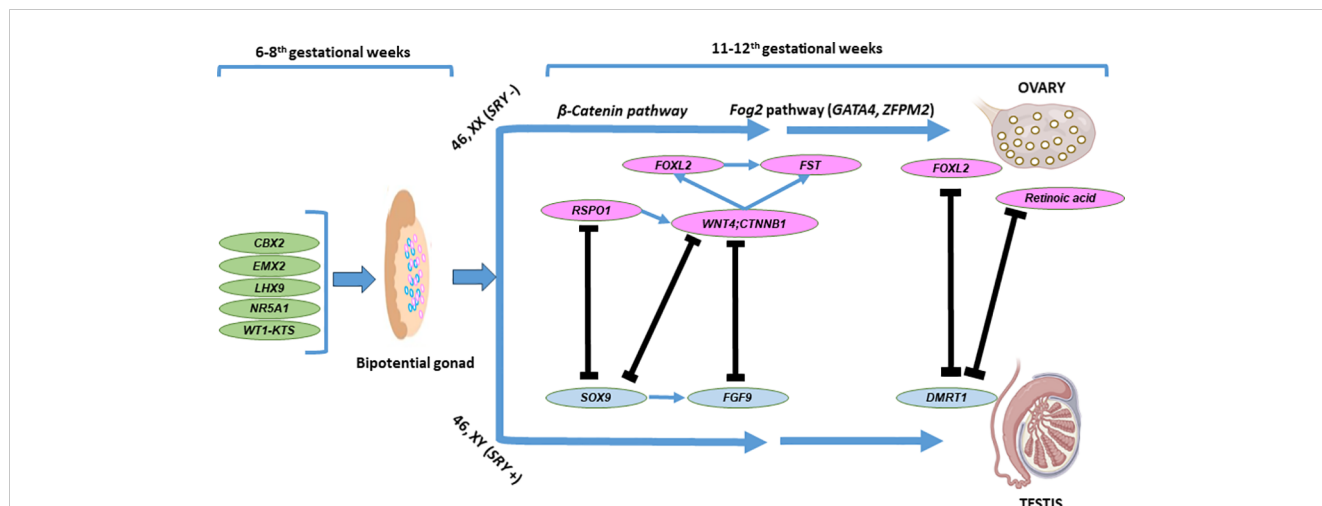 6-8th gestational weeks
11-12th gestational weeks
46, XX (SRY -)
β-Catenin pathway
Fog2 pathway (GATA4, ZFPM2)
OVARY
FOXL2
FST
FOXL2
Retinoic acid
RSPO1
WNT4;CTNNB1
CBX2
EMX2
LHX9
NR5A1
WT1-KTS
Bipotential gonad
SOX9
FGF9
DMRT1
46, XY (SRY +)
TESTIS